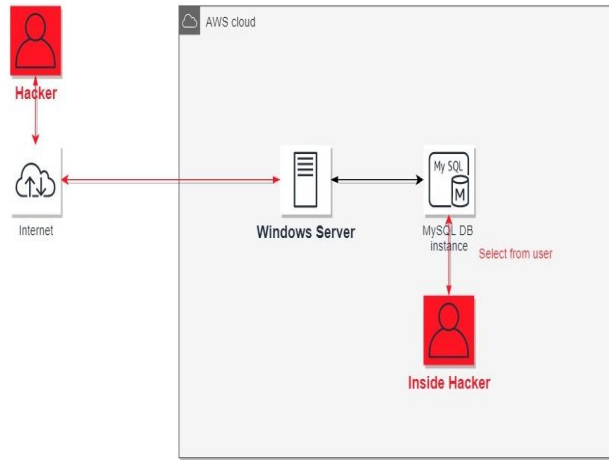 AWS cloud
Hacker
Internet
Windows Server
My SQL
M
MySQL DB
instance
Select from user
Inside Hacker